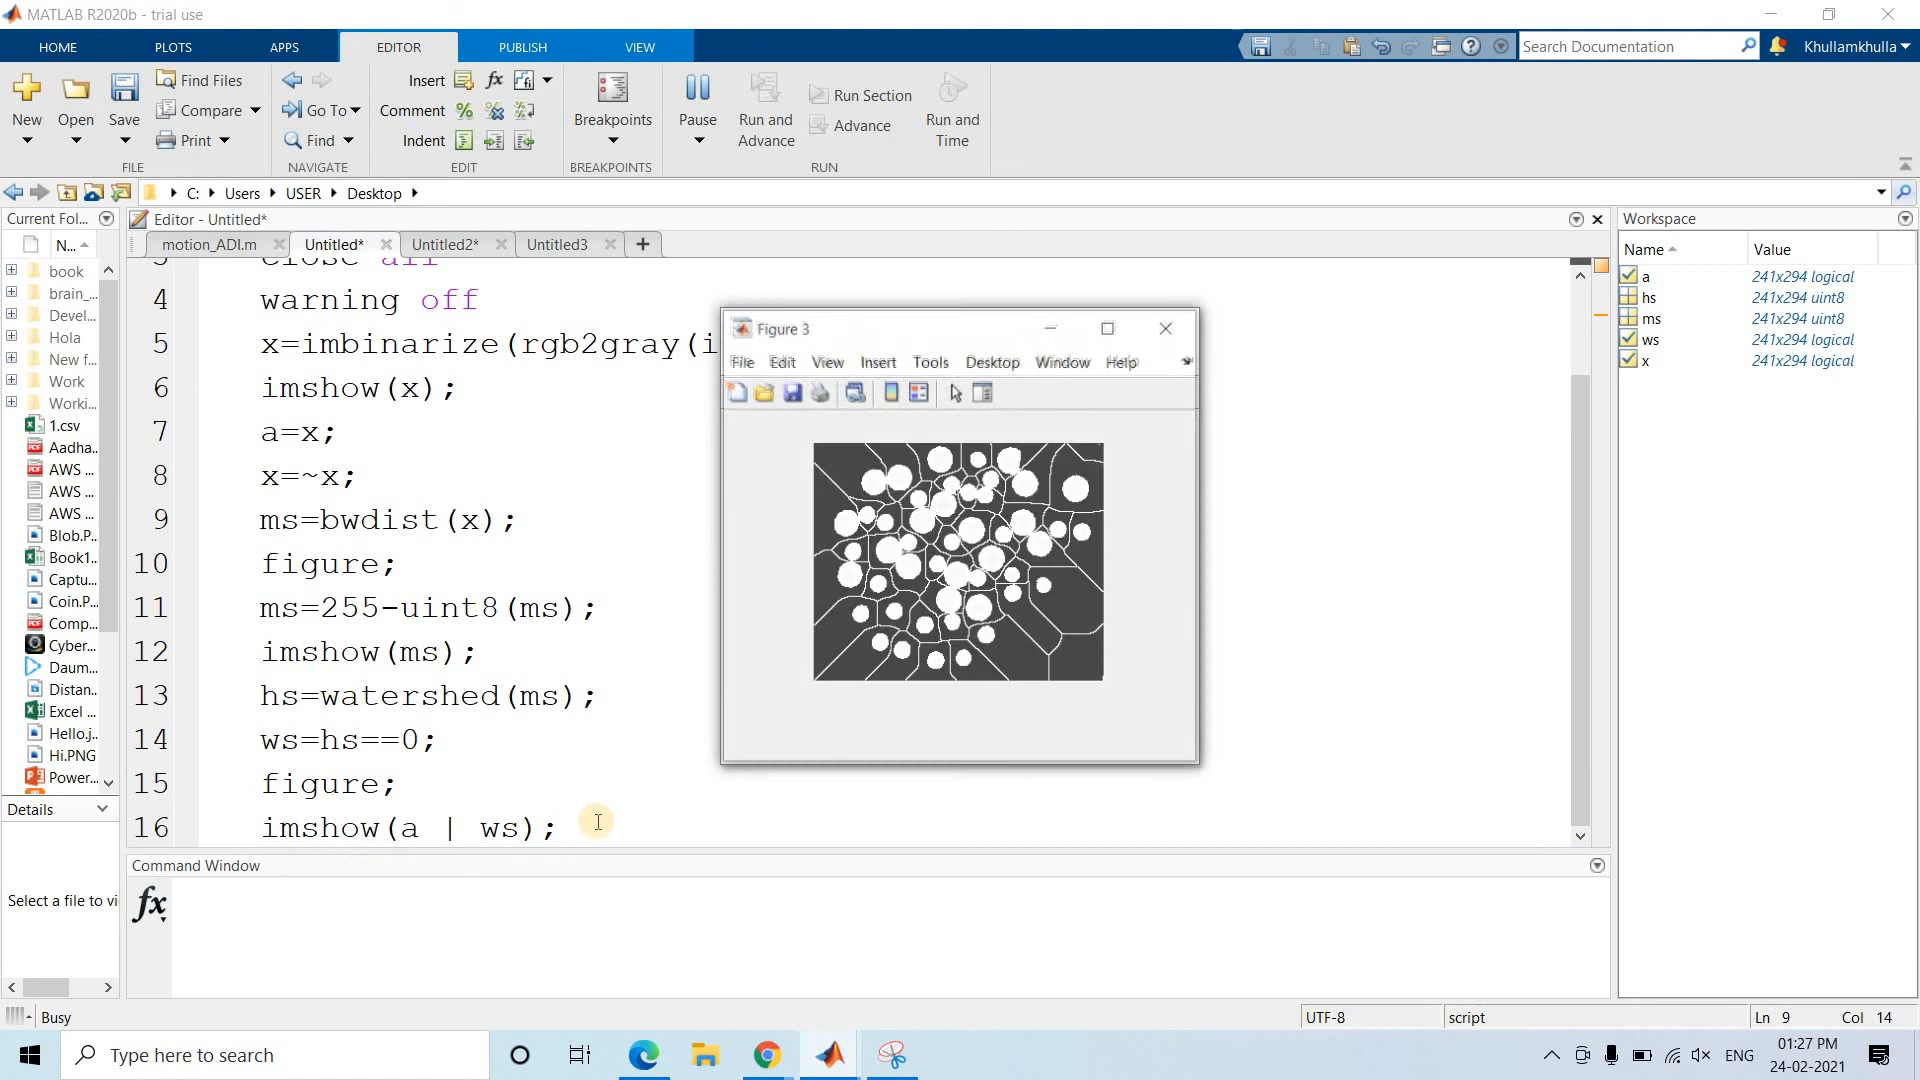 MATLAB R2020b - trial use
HOME PLOTS APPS EDITOR PUBLISH VIEW
Search Documentation
Khullamkhulla
New
Open
Save
Find Files
Compare
Print
FILE
Go To
Find
NAVIGATE
Insert
Comment
Indent
EDIT
Breakpoints
BREAKPOINTS
Pause
Run and Advance
Run Section
Advance
Run and Time
RUN
C: Users USER Desktop
Current Fol...
N...
book
brain_...
Devel...
Hola
New f...
Work
Worki...
1.csv
Aadha...
AWS ...
AWS ...
AWS ...
Blob.P...
Book1...
Captu...
Coin.P...
Comp...
Cyber...
Daum...
Distan...
Excel ...
Hello.j...
Hi.PNG
Power...
Details
Select a file to vi
Editor - Untitled*
motion_ADI.m Untitled* Untitled2* Untitled3
close all
4 warning off
5 x=imbinarize(rgb2gray(i
6 imshow(x);
7 a=x;
8 x=~x;
9 ms=bwdist(x);
10 figure;
11 ms=255-uint8(ms);
12 imshow(ms);
13 hs=watershed(ms);
14 ws=hs==0;
15 figure;
16 imshow(a | ws);
Figure 3
File Edit View Insert Tools Desktop Window Help
Command Window
fx
Workspace
Name Value
a 241x294 logical
hs 241x294 uint8
ms 241x294 uint8
ws 241x294 logical
x 241x294 logical
Busy
UTF-8
script
Ln 9 Col 14
Type here to search
ENG
01:27 PM
24-02-2021